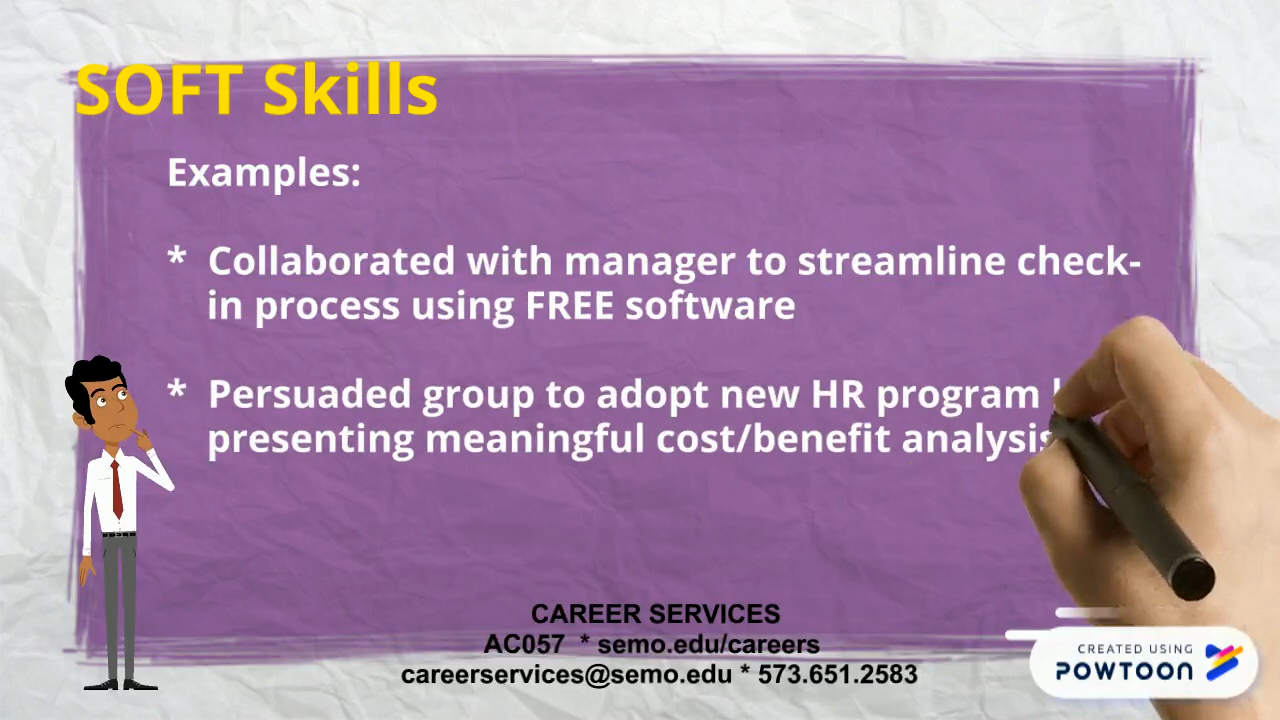 SOFT Skills
Examples:
* Collaborated with manager to streamline check-
in process using FREE software
* Persuaded group to adopt new HR program
presenting meaningful cost/benefit analysis
CAREER SERVICES
AC057 * semo.edu/careers
careerservices@semo.edu * 573.651.2583
CREATED USING
POWTOON